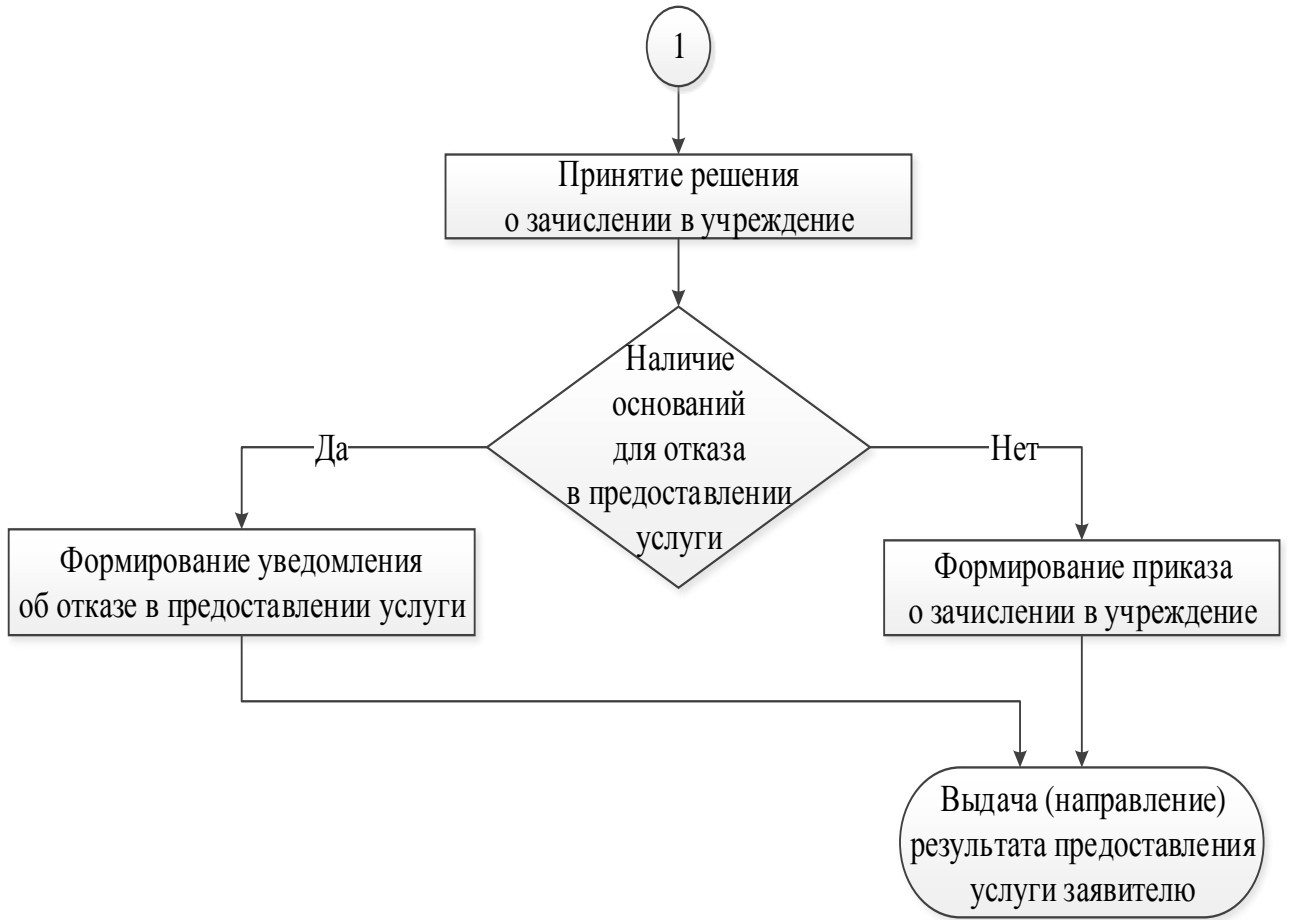 1
Принятие решения
о зачислении в учреждение
Наличие
оснований
для отказа
в предоставлении
услуги
Да
Нет
Формирование уведомления
об отказе в предоставлении услуги
Формирование приказа
о зачислении в учреждение
Выдача (направление)
результата предоставления
услуги заявителю